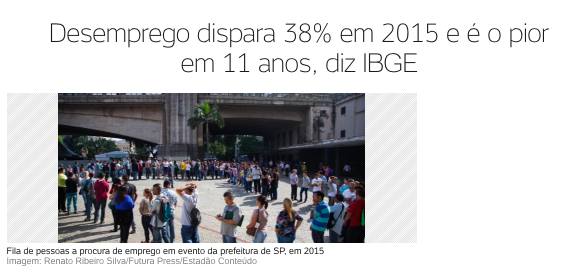 Desemprego dispara 38% em 2015 e é o pior
em 11 anos, diz IBGE
Fila de pessoas a procura de emprego em evento da prefeitura de SP, em 2015
Imagem: Renato Ribeiro Silva/Futura Press/Estadão Conteúdo